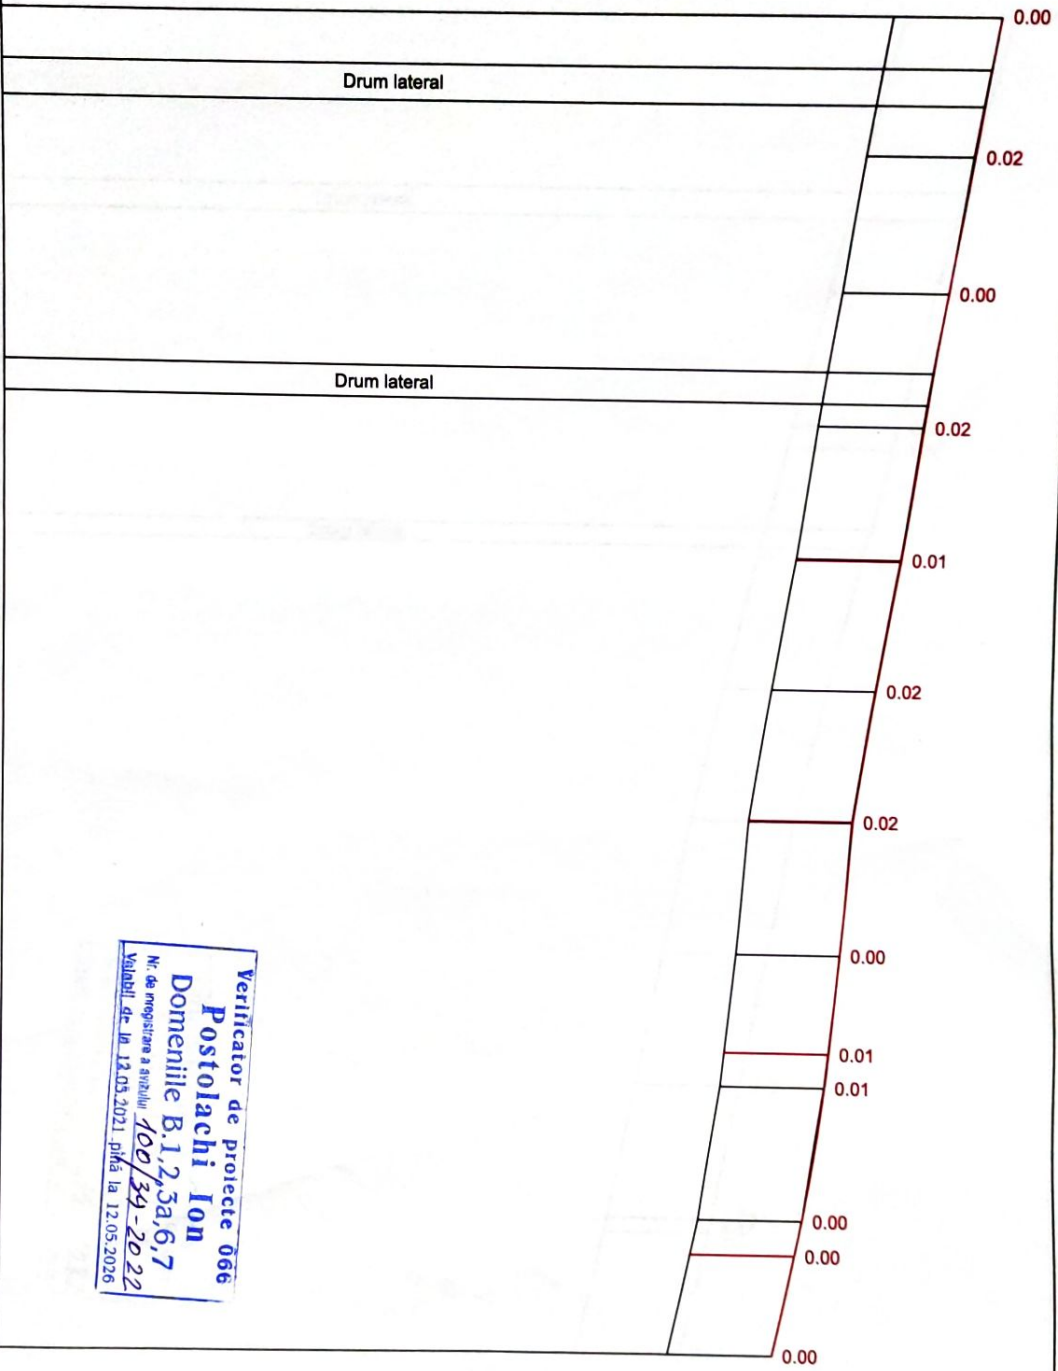 0.00
Drum lateral
0.02
0.00
Drum lateral
0.02
0.01
0.02
0.02
0.00
0.01
0.01
0.00
0.00
0.00
Verificator de proiecte 066
Postolachi Ion
Domeniile B.1,2,3a,6,7
Nr. de inregistrare a avizului 100/34-2022
Valabil de la 12.05.2021 pînă la 12.05.2026